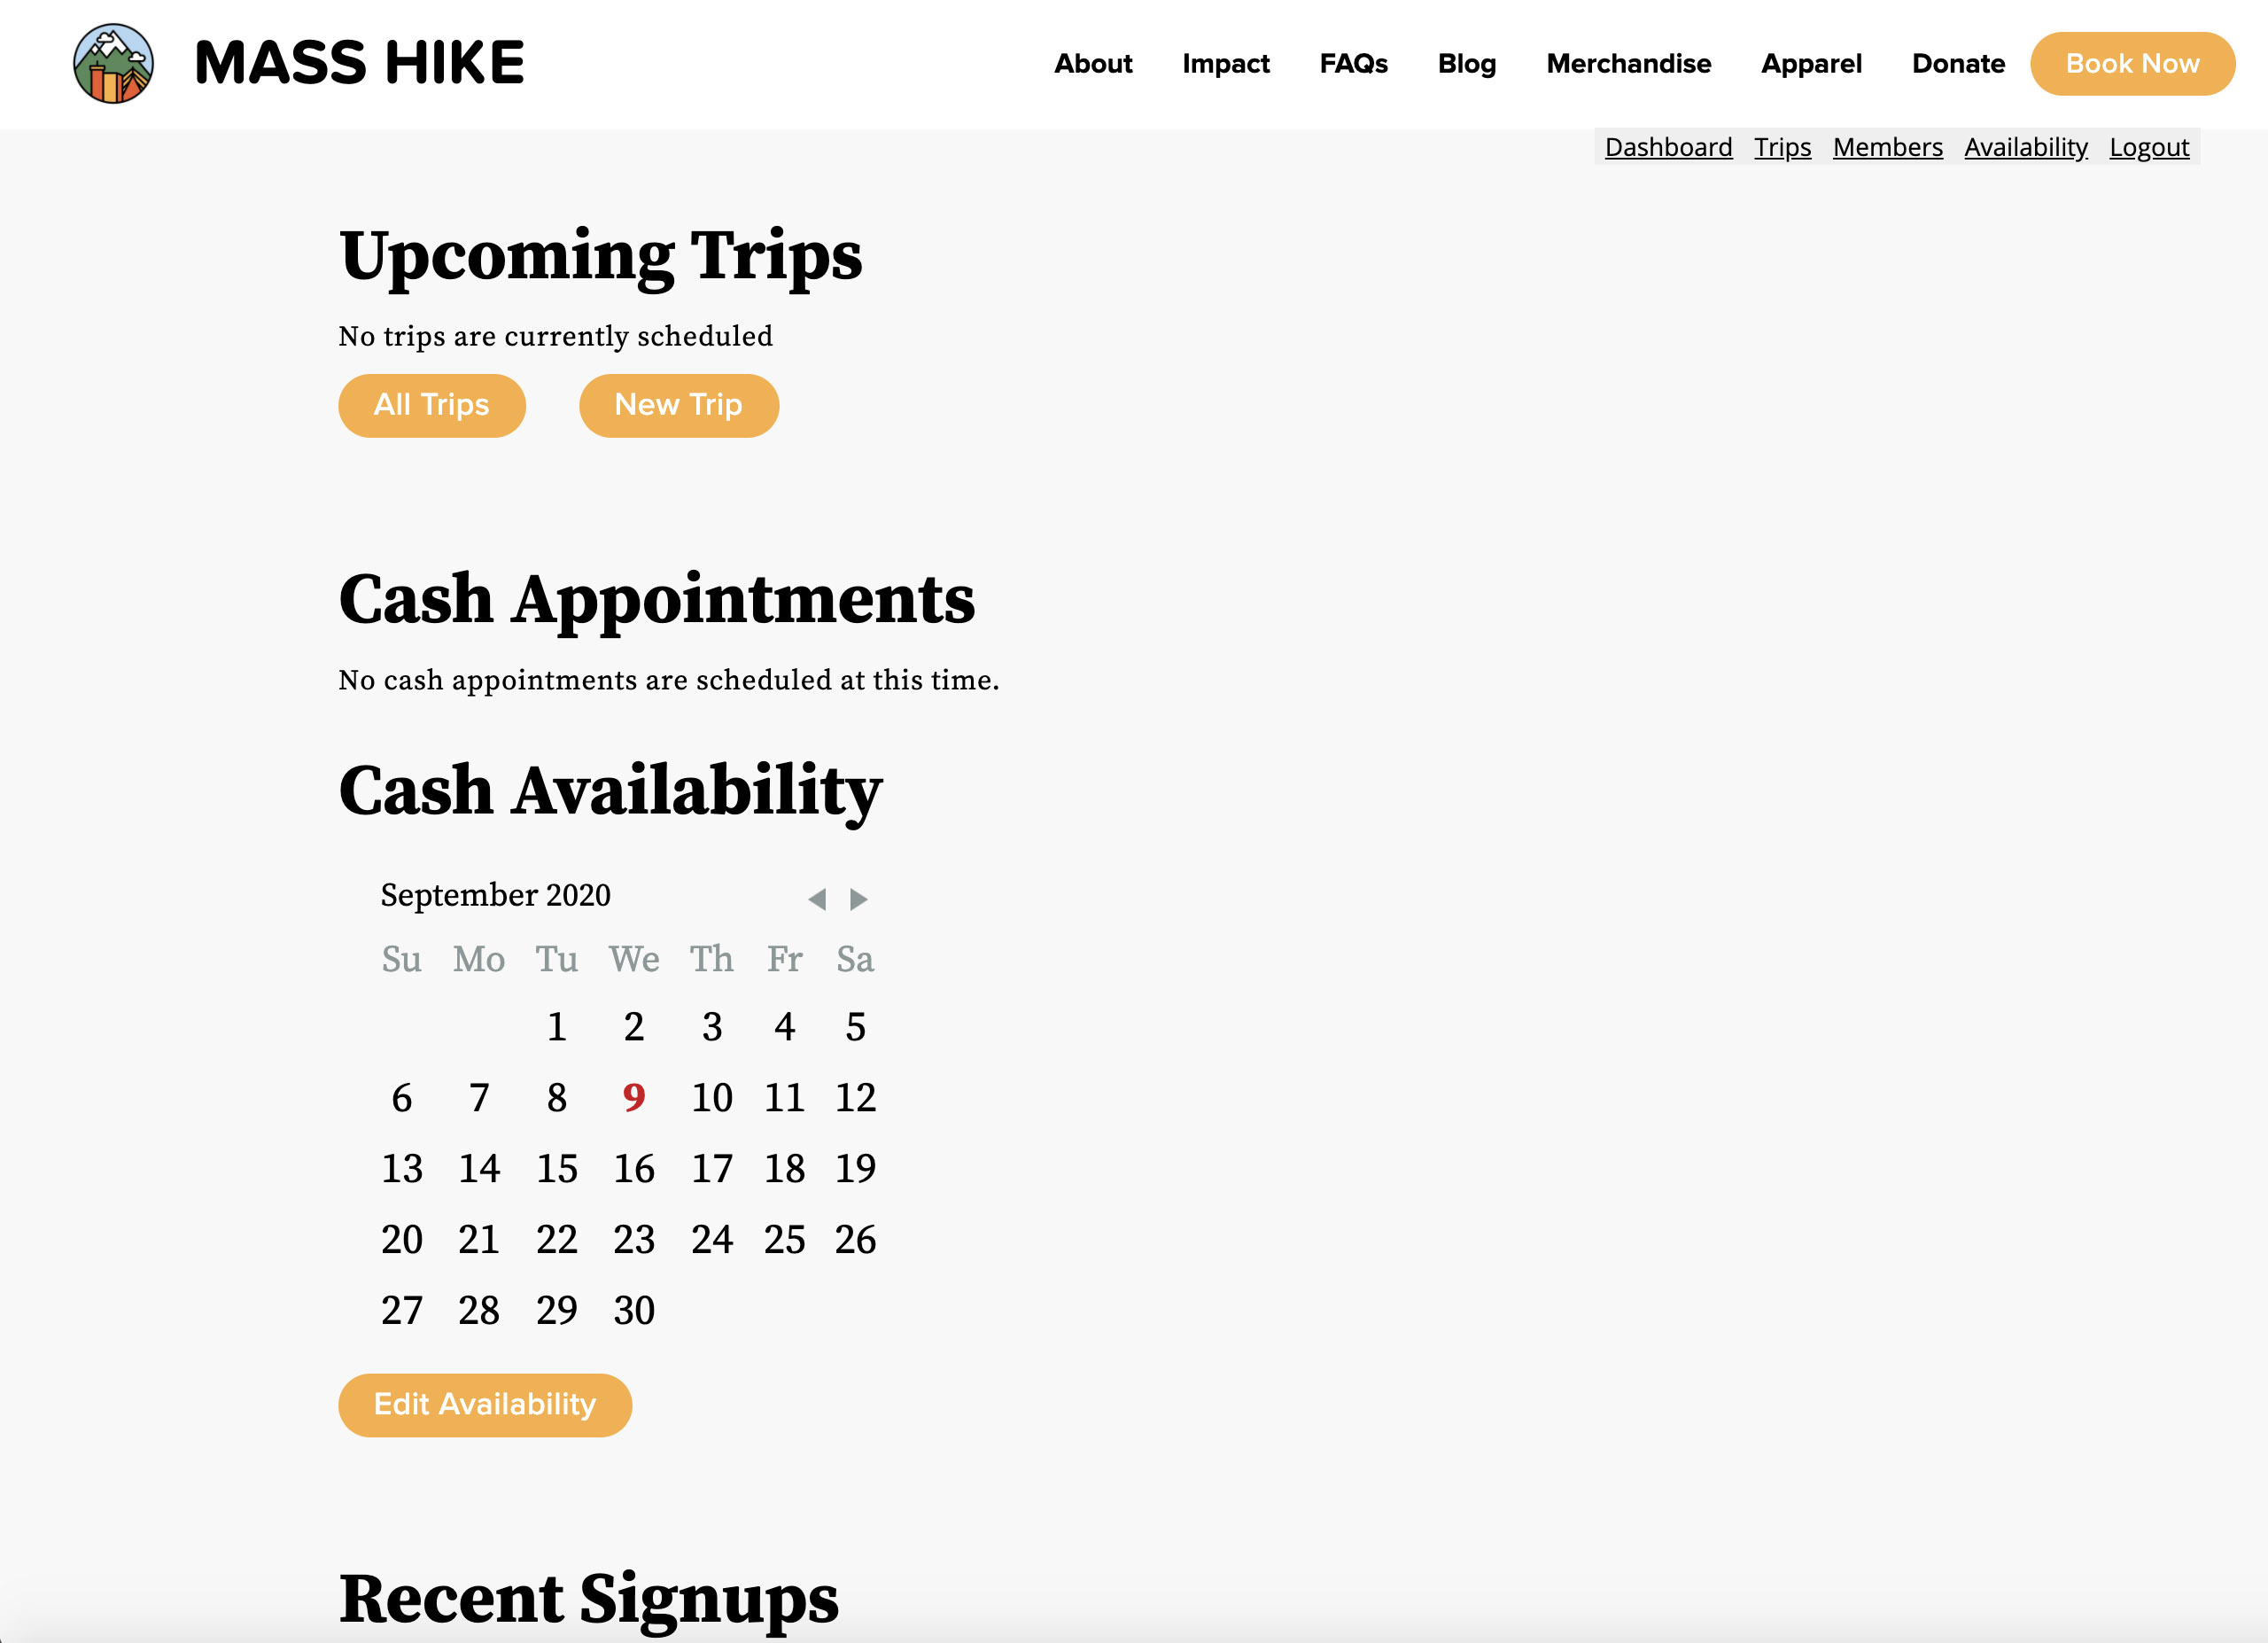 MASS HIKE
About Impact FAQs Blog Merchandise Apparel Donate Book Now
Dashboard Trips Members Availability Logout
Upcoming Trips
No trips are currently scheduled
All Trips New Trip
Cash Appointments
No cash appointments are scheduled at this time.
Cash Availability
September 2020
Su Mo Tu We Th Fr Sa
1 2 3 4 5
6 7 8 9 10 11 12
13 14 15 16 17 18 19
20 21 22 23 24 25 26
27 28 29 30
Edit Availability
Recent Signups